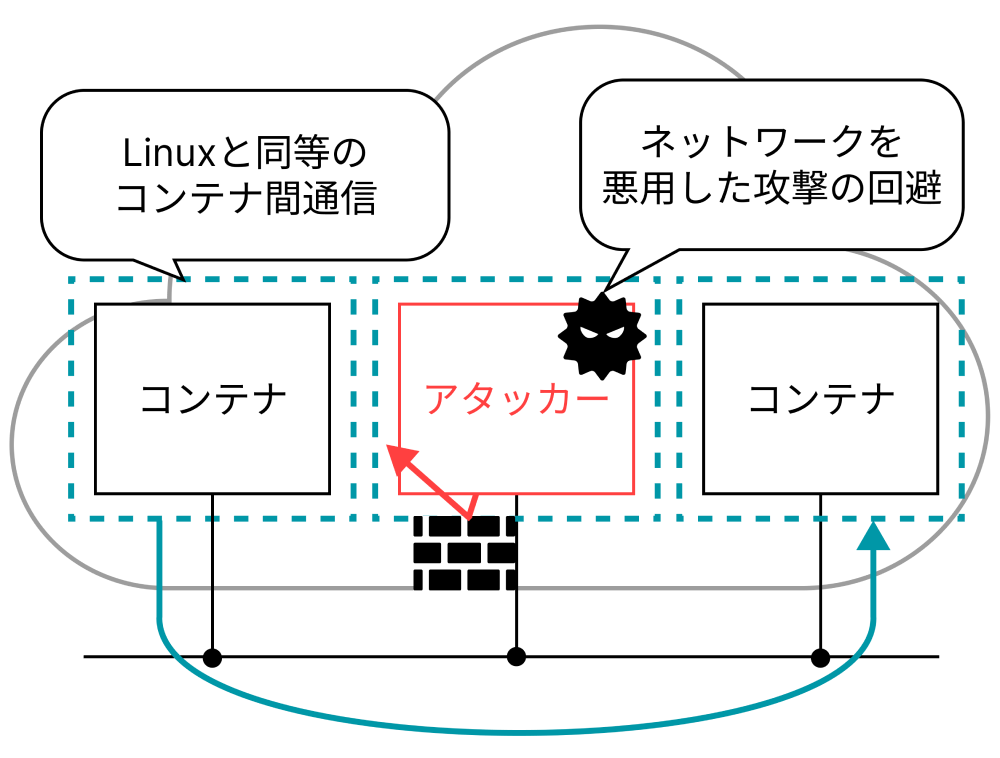 Linuxと同等の
コンテナ間通信
ネットワークを
悪用した攻撃の回避
コンテナ
アタッカー
コンテナ